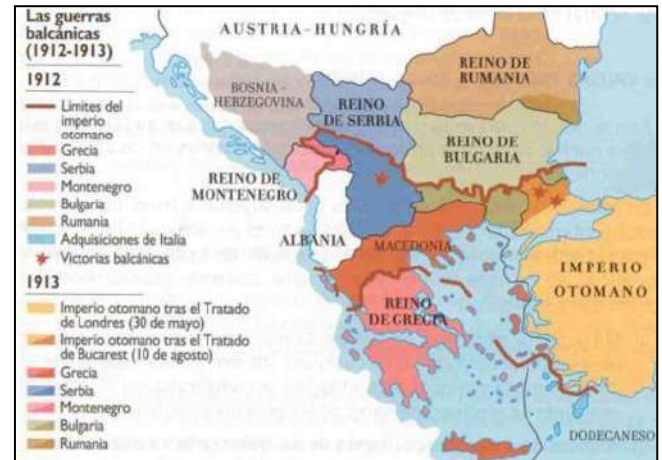 Las guerras
balcánicas
(1912-1913)
1912
Límites del
imperio
otomano
Grecia
Serbia
Montenegro
Bulgaria
Rumania
Adquisiciones de Italia
Victorias balcánicas
1913
Imperio otomano tras el Tratado
de Londres (30 de mayo)
Imperio otomano tras el Tratado
de Bucarest (10 de agosto)
Grecia
Serbia
Montenegro
Bulgaria
Rumania
AUSTRIA-HUNGRÍA
BOSNIA-
HERZEGOVINA
REINO
DE SERBIA
REINO DE
RUMANIA
REINO DE
BULGARIA
REINO DE
MONTENEGRO
ALBANIA
MACEDONIA
IMPERIO
OTOMANO
REINO
DE GRECIA
DODECANESO